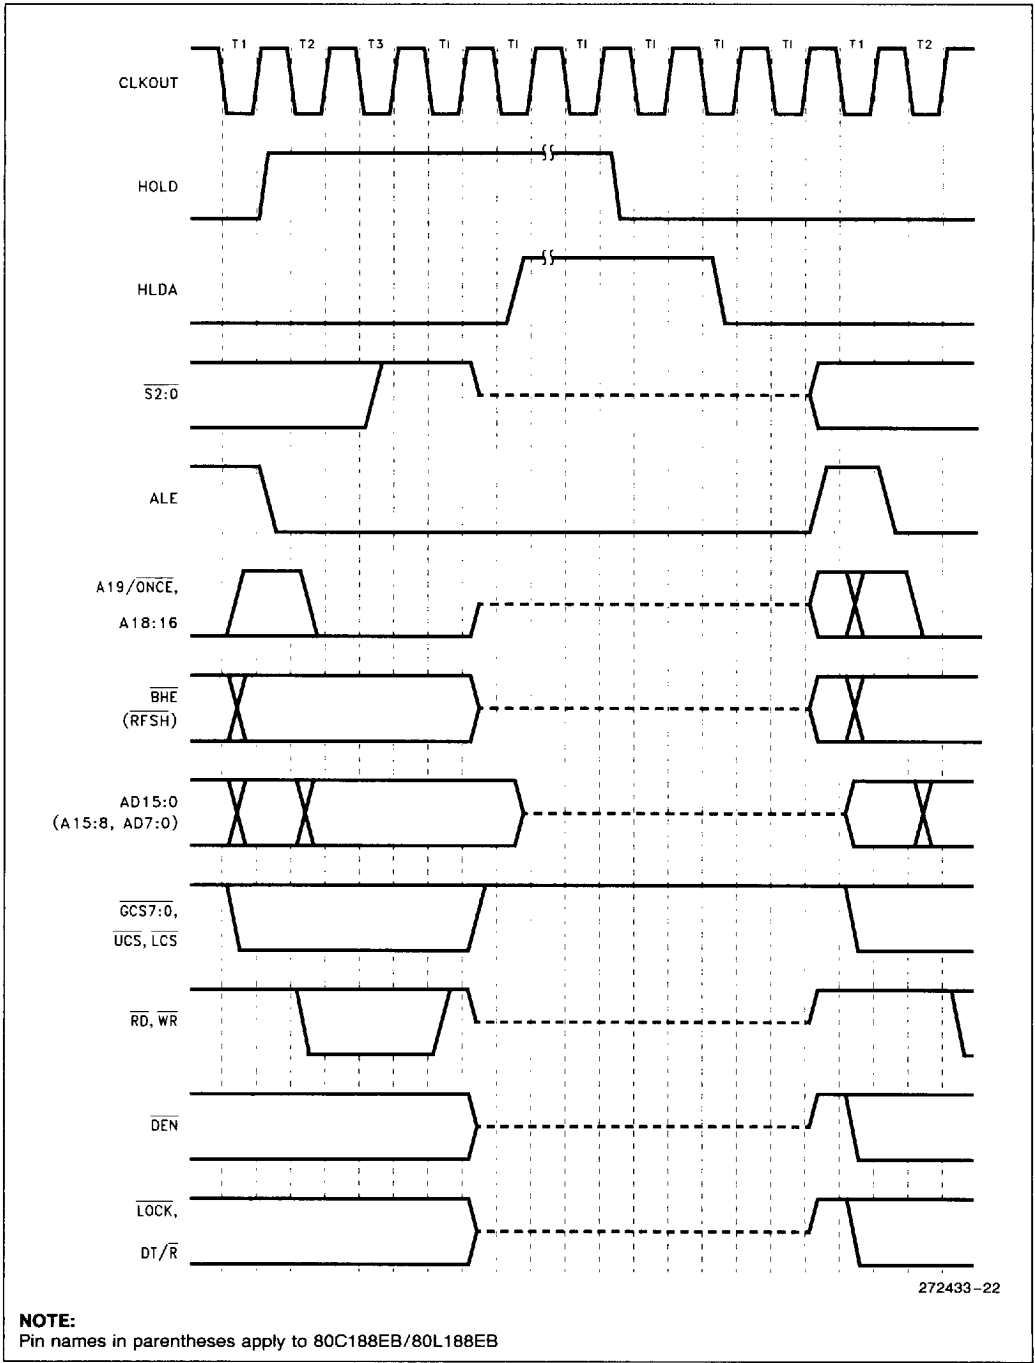 T1 T2 T3 TI TI TI TI TI TI T1 T2
CLKOUT
HOLD
HLDA
S2:0
ALE
A19/ONCE,
A18:16
BHE
(RFSH)
AD15:0
(A15:8, AD7:0)
GCS7:0,
UCS, LCS
RD, WR
DEN
LOCK,
DT/R
272433-22
NOTE:
Pin names in parentheses apply to 80C188EB/80L188EB